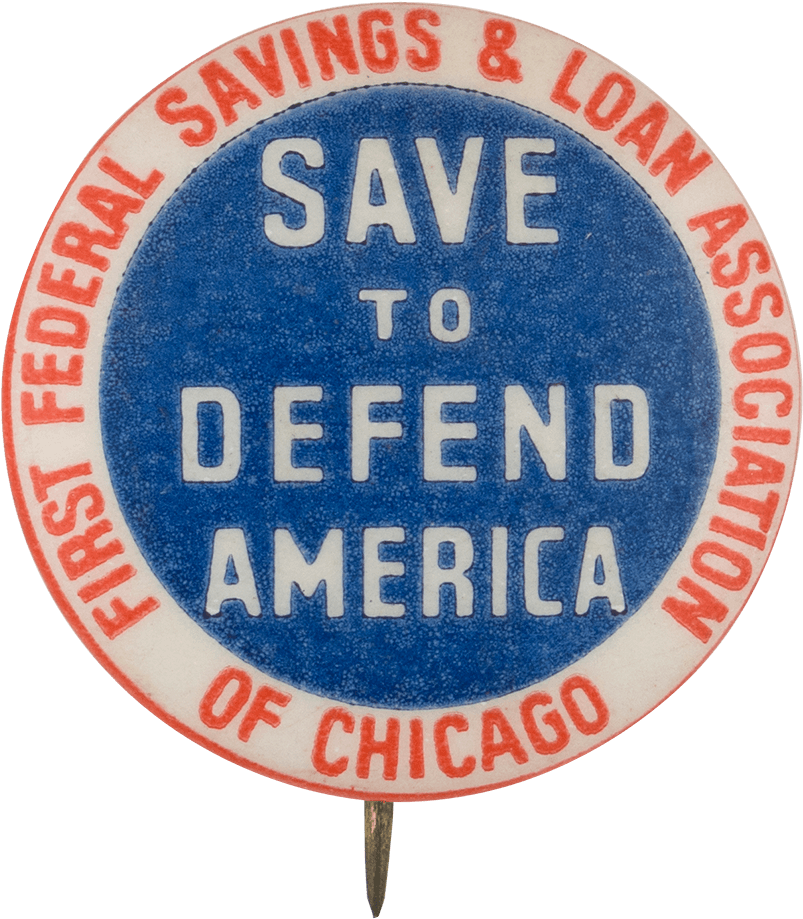 FIRST FEDERAL SAVINGS & LOAN ASSOCIATION
OF CHICAGO
SAVE
TO
DEFEND
AMERICA